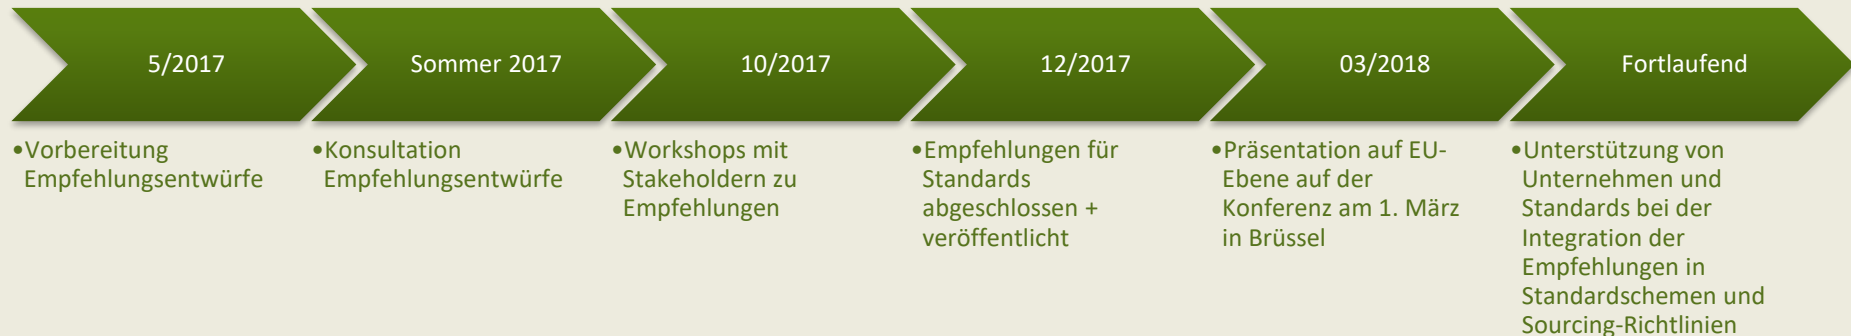 5/2017
Sommer 2017
10/2017
12/2017
03/2018
Fortlaufend
•Vorbereitung
Empfehlungsentwürfe
•Konsultation
Empfehlungsentwürfe
•Workshops mit
Stakeholdern zu
Empfehlungen
•Empfehlungen für
Standards
abgeschlossen +
veröffentlicht
•Präsentation auf EU-
Ebene auf der
Konferenz am 1. März
in Brüssel
•Unterstützung von
Unternehmen und
Standards bei der
Integration der
Empfehlungen in
Standardschemen und
Sourcing-Richtlinien